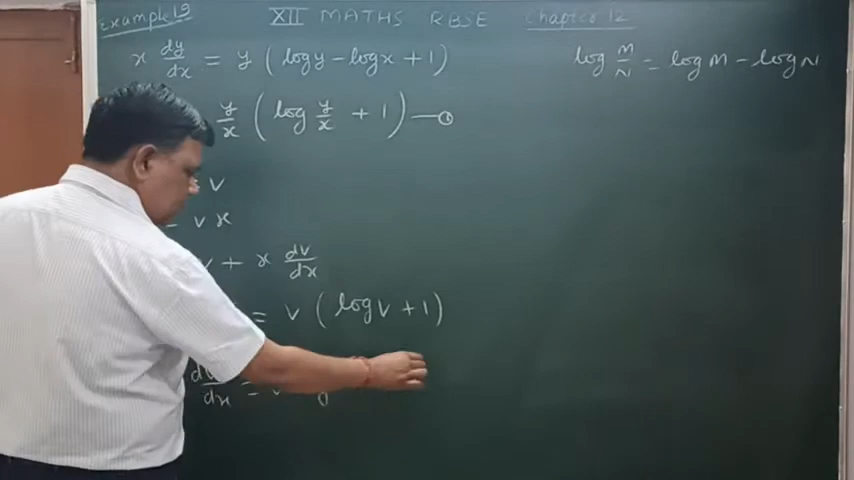 Example 19
XII MATHS RBSE Chapter 12
x dy/dx = y (log y - log x + 1)
log M/N = log M - log N
y/x (log y/x + 1) — ①
= v
= v x
v + x dv/dx
= v (log v + 1)
dx = v